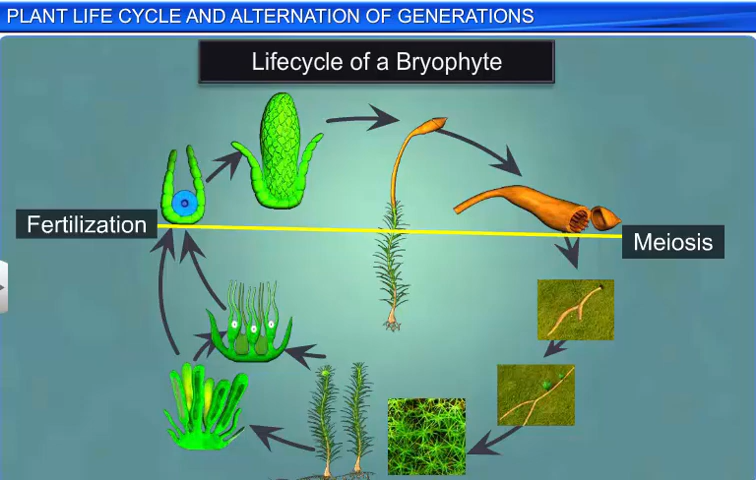 PLANT LIFE CYCLE AND ALTERNATION OF GENERATIONS
Lifecycle of a Bryophyte
Fertilization
Meiosis